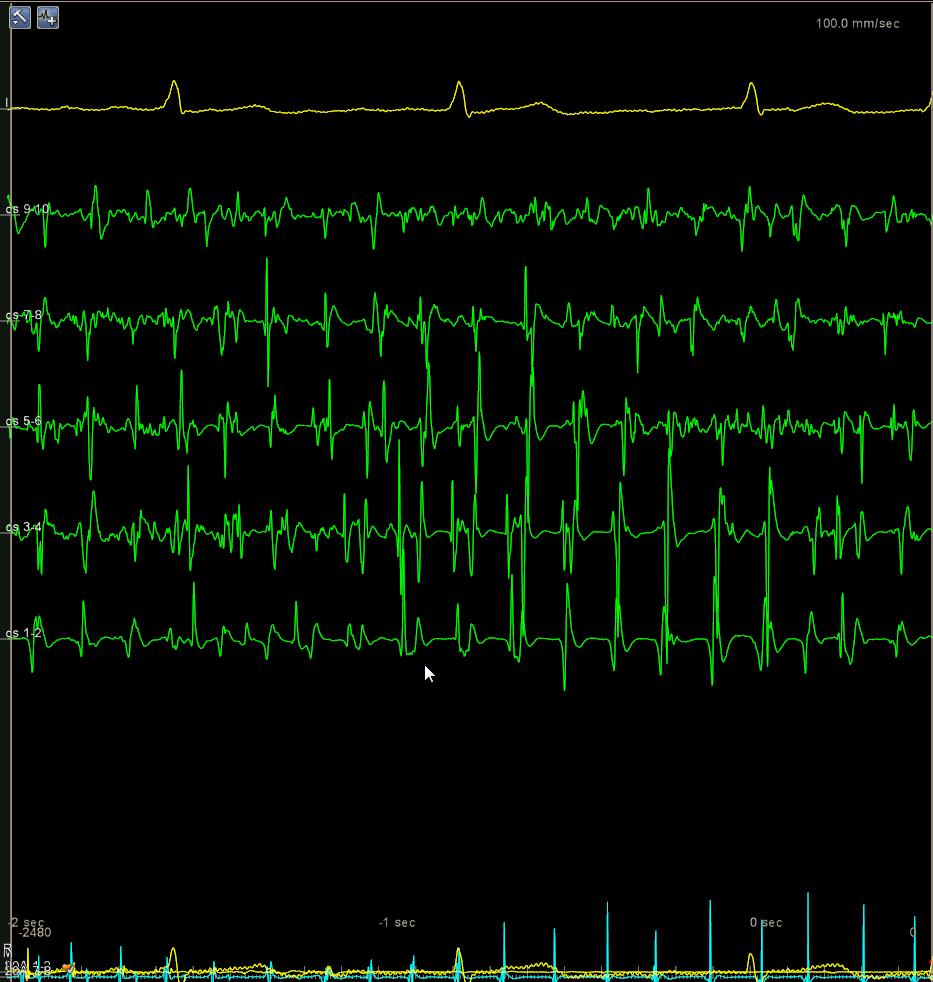 100.0 mm/sec
I
cs 9-10
cs 7-8
cs 5-6
cs 3-4
cs 1-2
-2 sec
-1 sec
0 sec
-2480
0